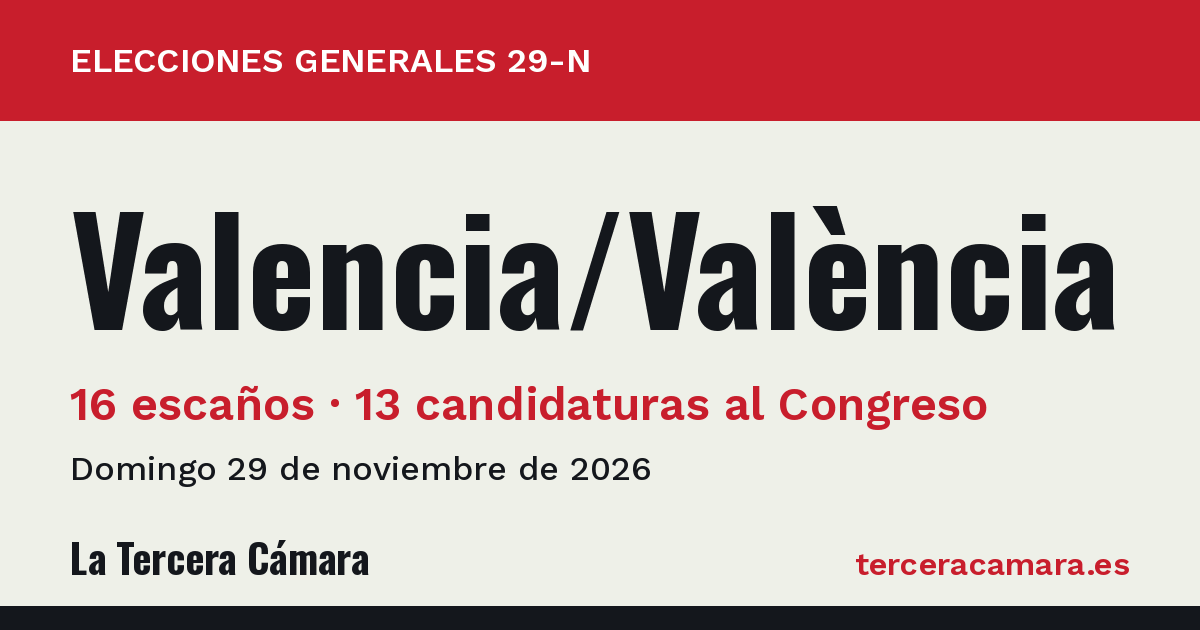 ELECCIONES GENERALES 29-N
Valencia/València
16 escaños · 13 candidaturas al Congreso
Domingo 29 de noviembre de 2026
La Tercera Cámara
terceracamara.es